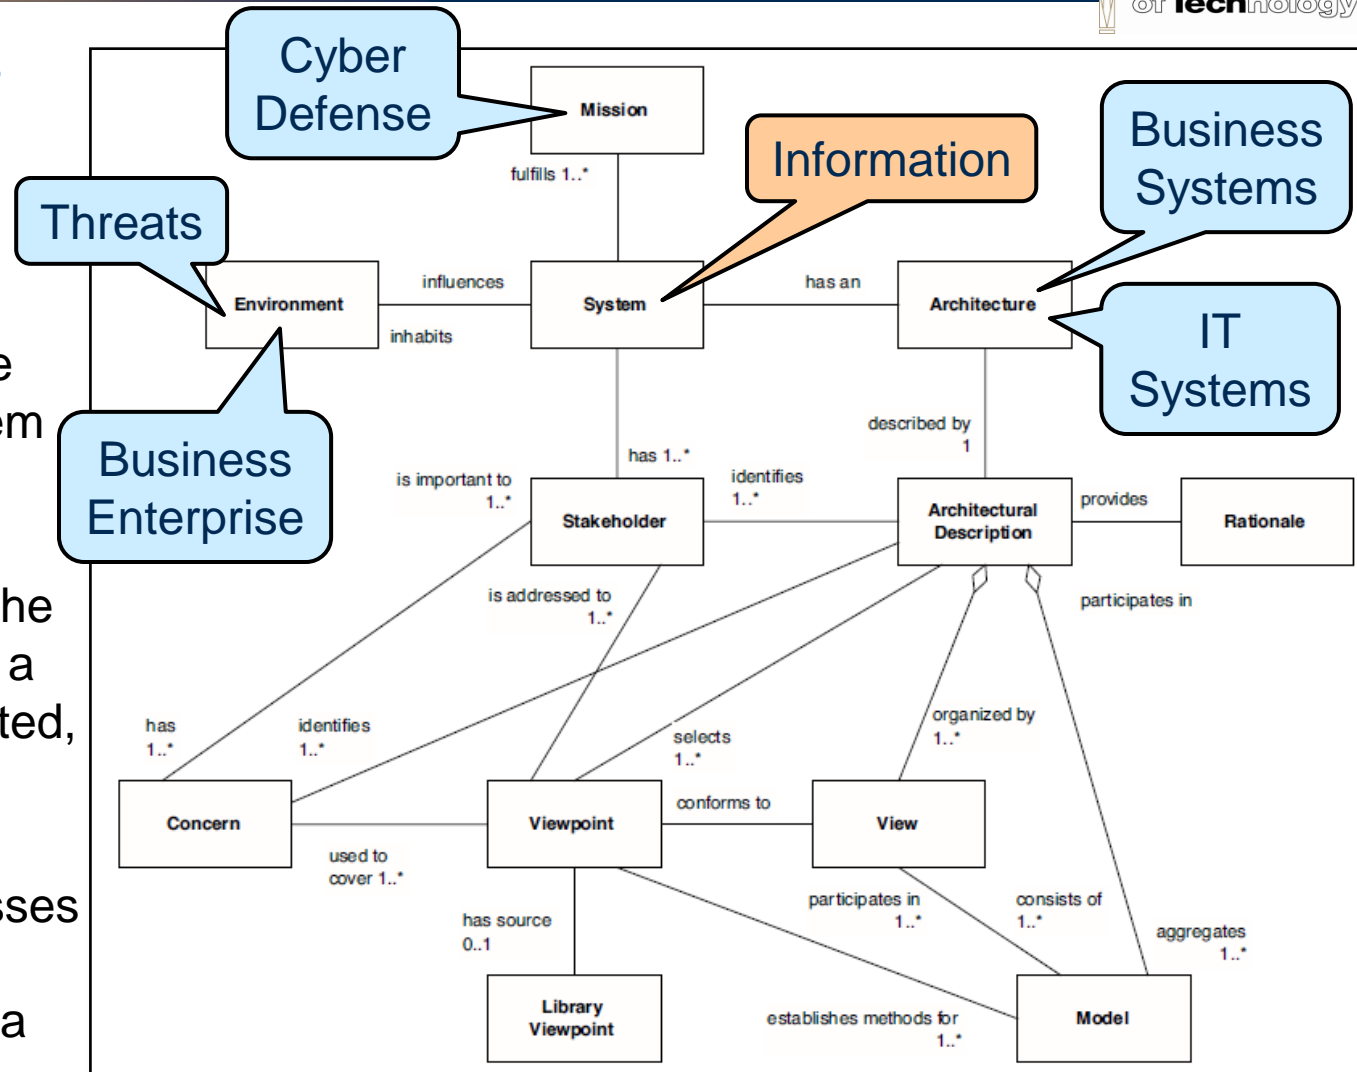 of Technology
Cyber
Defense
Mission
fulfills 1..*
Information
Business
Systems
Threats
Environment
influences
inhabits
System
has an
Architecture
IT
Systems
Business
Enterprise
described by
1
has 1..*
is important to
1..*
identifies
1..*
Stakeholder
Architectural
Description
provides
Rationale
is addressed to
1..*
participates in
he
a
has
1..*
identifies
1..*
selects
1..*
organized by
1..*
Concern
used to
cover 1..*
Viewpoint
conforms to
View
has source
0..1
participates in
1..*
consists of
1..*
aggregates
1..*
Library
Viewpoint
establishes methods for
1..*
Model
a